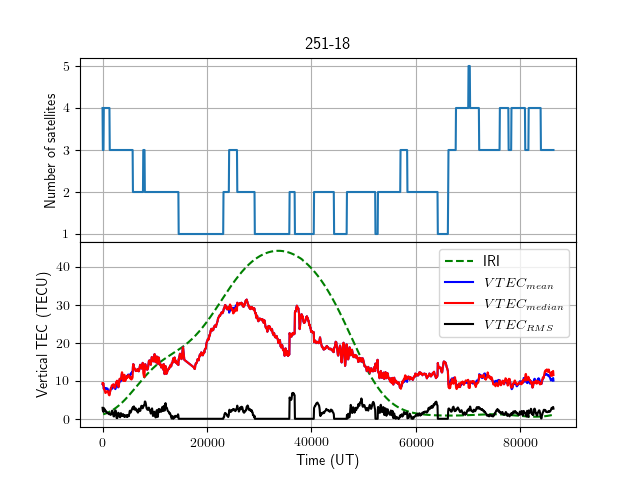 251-18
Number of satellites
5
4
3
2
1
Vertical TEC (TECU)
40
30
20
10
0
IRI
VTEC_mean
VTEC_median
VTEC_RMS
0 20000 40000 60000 80000
Time (UT)